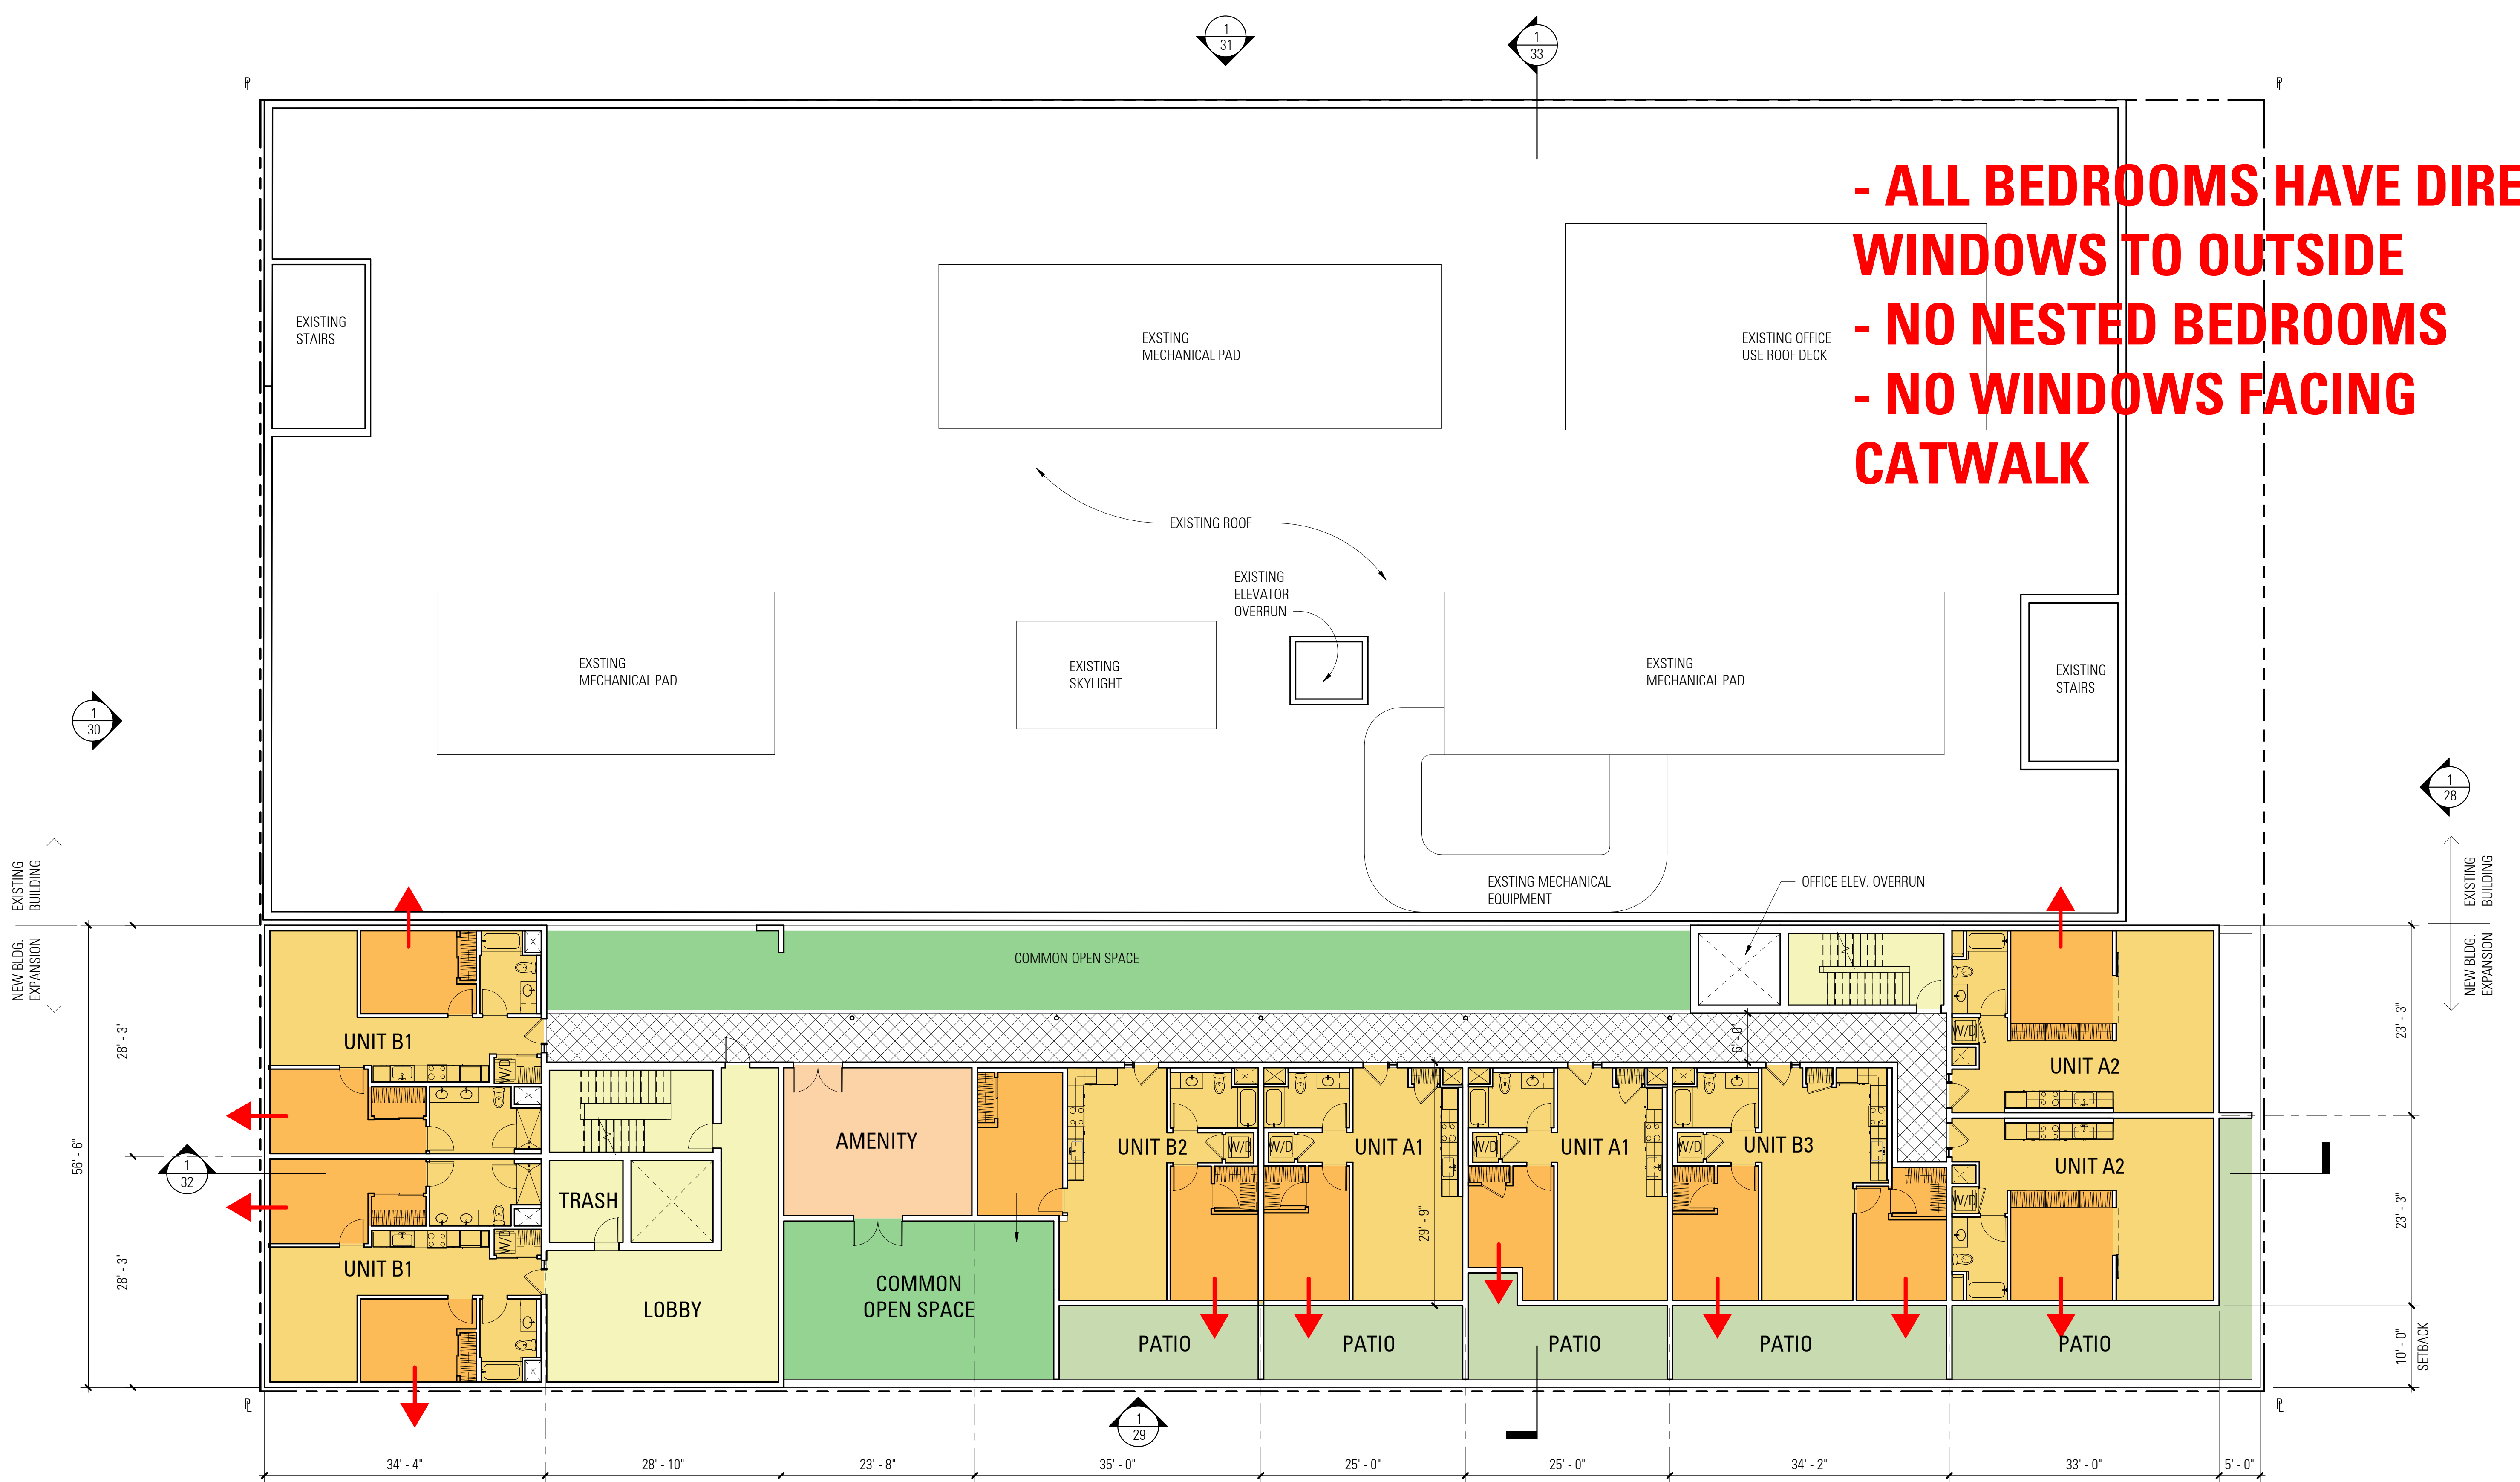 1
31
1
33
PL
PL
- ALL BEDROOMS HAVE DIRE
WINDOWS TO OUTSIDE
- NO NESTED BEDROOMS
- NO WINDOWS FACING
CATWALK
EXISTING
STAIRS
EXSTING
MECHANICAL PAD
EXISTING OFFICE
USE ROOF DECK
EXISTING ROOF
EXISTING
ELEVATOR
OVERRUN
EXSTING
MECHANICAL PAD
EXISTING
SKYLIGHT
EXSTING
MECHANICAL PAD
EXISTING
STAIRS
1
30
1
28
EXSTING MECHANICAL
EQUIPMENT
OFFICE ELEV. OVERRUN
EXISTING
BUILDING
NEW BLDG.
EXPANSION
EXISTING
BUILDING
NEW BLDG.
EXPANSION
COMMON OPEN SPACE
X
28' - 3"
UNIT B1
W/D
6' - 0"
W/D
UNIT A2
23' - 3"
56' - 6"
1
32
TRASH
AMENITY
UNIT B2
W/D
W/D
UNIT A1
W/D
UNIT A1
W/D
UNIT B3
UNIT A2
W/D
23' - 3"
28' - 3"
W/D
UNIT B1
LOBBY
COMMON
OPEN SPACE
29' - 9"
X
PATIO
PATIO
PATIO
PATIO
PATIO
10' - 0"
SETBACK
PL
PL
1
29
34' - 4"
28' - 10"
23' - 8"
35' - 0"
25' - 0"
25' - 0"
34' - 2"
33' - 0"
5' - 0"